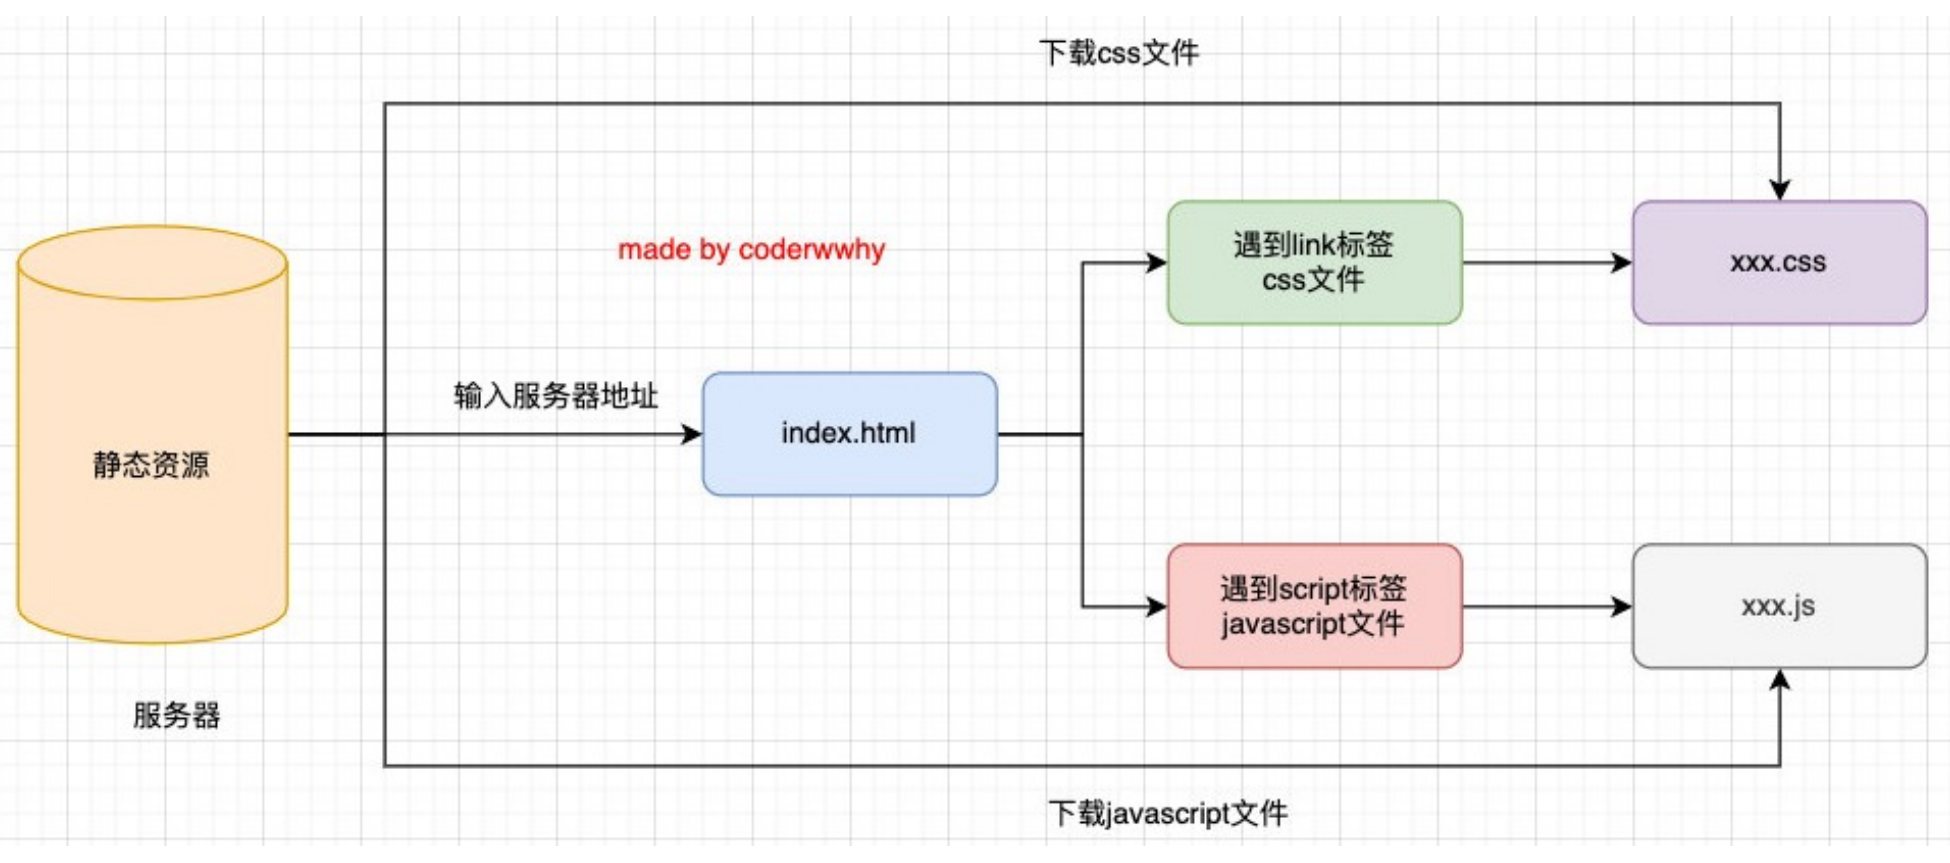 下载css文件
made by coderwwhy
遇到link标签
css文件
xxx.css
输入服务器地址
index.html
静态资源
遇到script标签
javascript文件
xxx.js
服务器
下载javascript文件